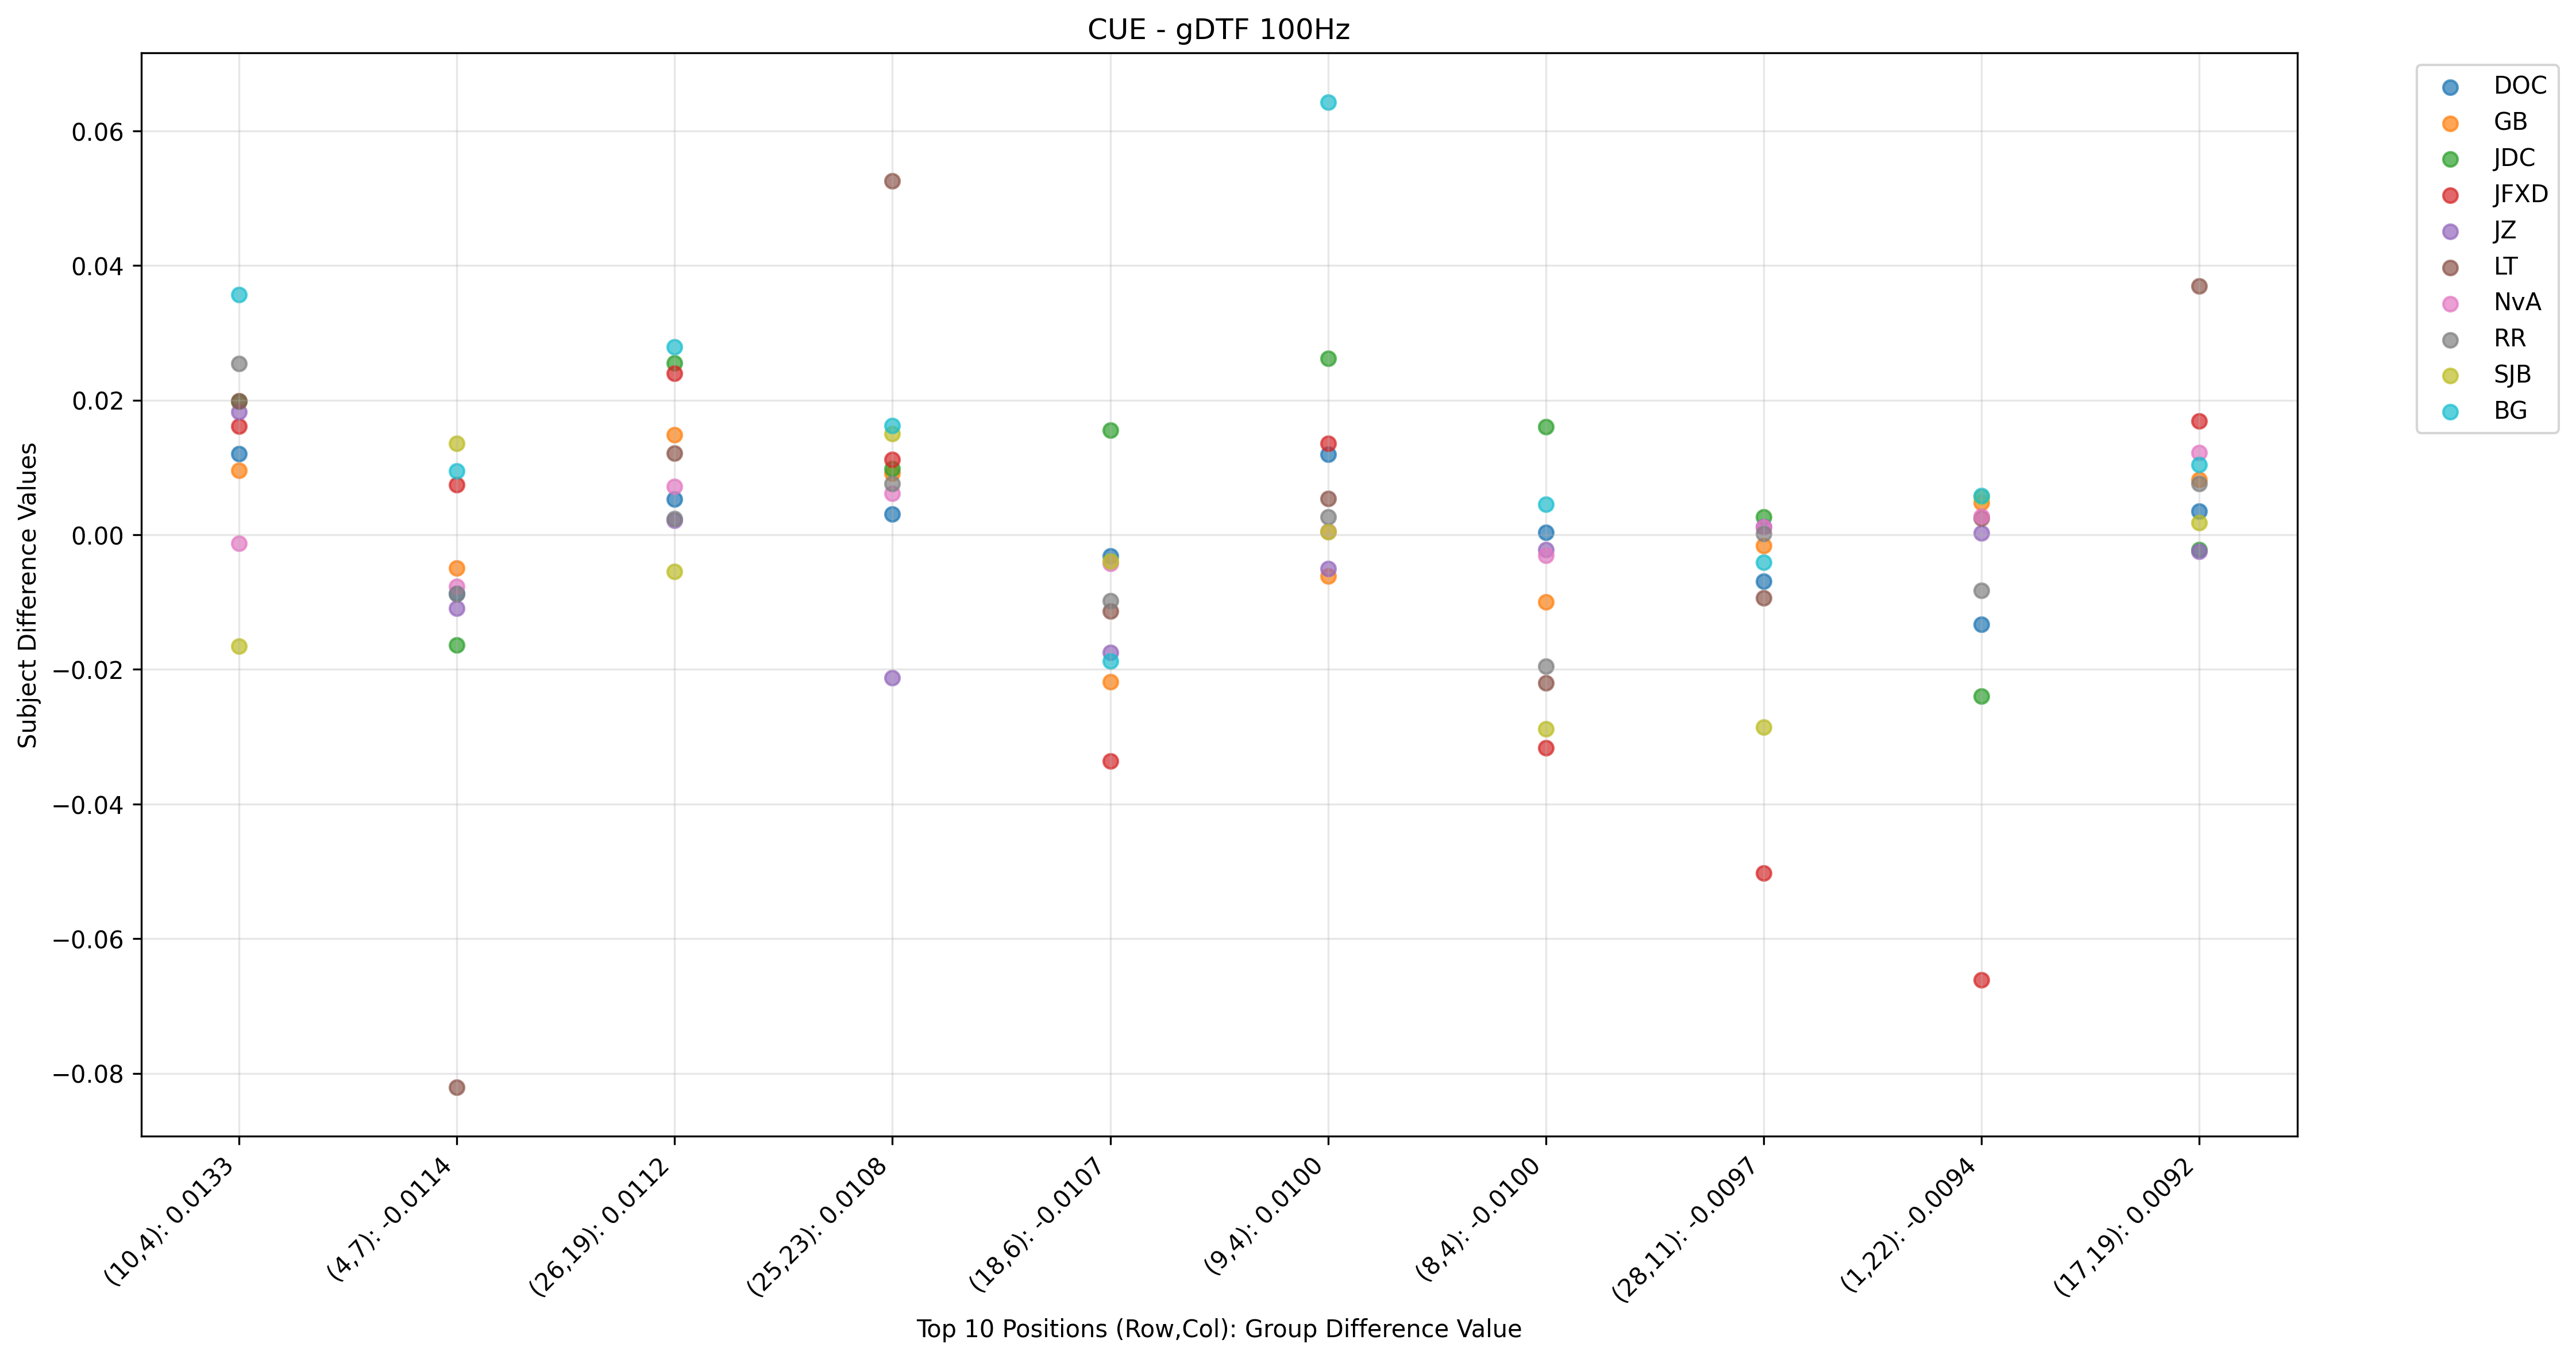 CUE - gDTF 100Hz
Subject Difference Values
0.06
0.04
0.02
0.00
−0.02
−0.04
−0.06
−0.08
DOC
GB
JDC
JFXD
JZ
LT
NvA
RR
SJB
BG
(10,4): 0.0133
(4,7): -0.0114
(26,19): 0.0112
(25,23): 0.0108
(18,6): -0.0107
(9,4): 0.0100
(8,4): -0.0100
(28,11): -0.0097
(1,22): -0.0094
(17,19): 0.0092
Top 10 Positions (Row,Col): Group Difference Value